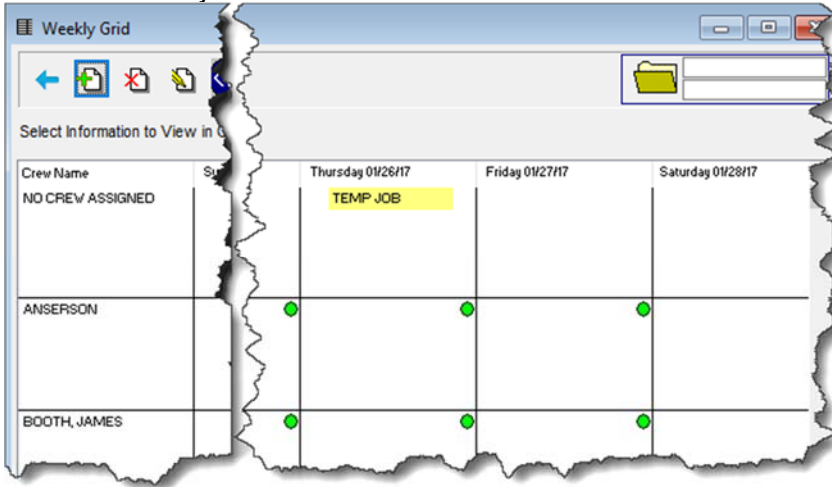 Weekly Grid
Select Information to View in
Crew Name Thursday 01/26/17 Friday 01/27/17 Saturday 01/28/17
NO CREW ASSIGNED TEMP JOB
ANSERSON
BOOTH, JAMES